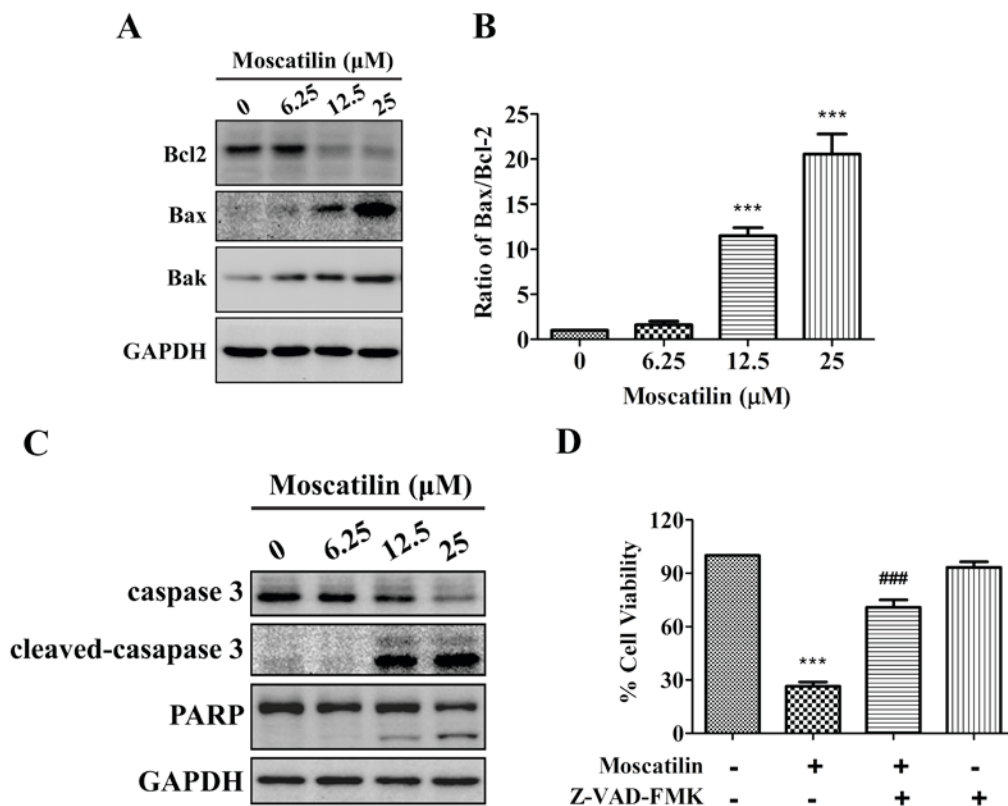 A
Moscatilin (μM)
0 6.25 12.5 25
Bcl2
Bax
Bak
GAPDH
B
Ratio of Bax/Bcl-2
25
20
15
10
5
0
***
***
0 6.25 12.5 25
Moscatilin (μM)
C
Moscatilin (μM)
0 6.25 12.5 25
caspase 3
cleaved-casapase 3
PARP
GAPDH
D
% Cell Viability
120
90
60
30
0
***
###
Moscatilin - + + -
Z-VAD-FMK - - + +